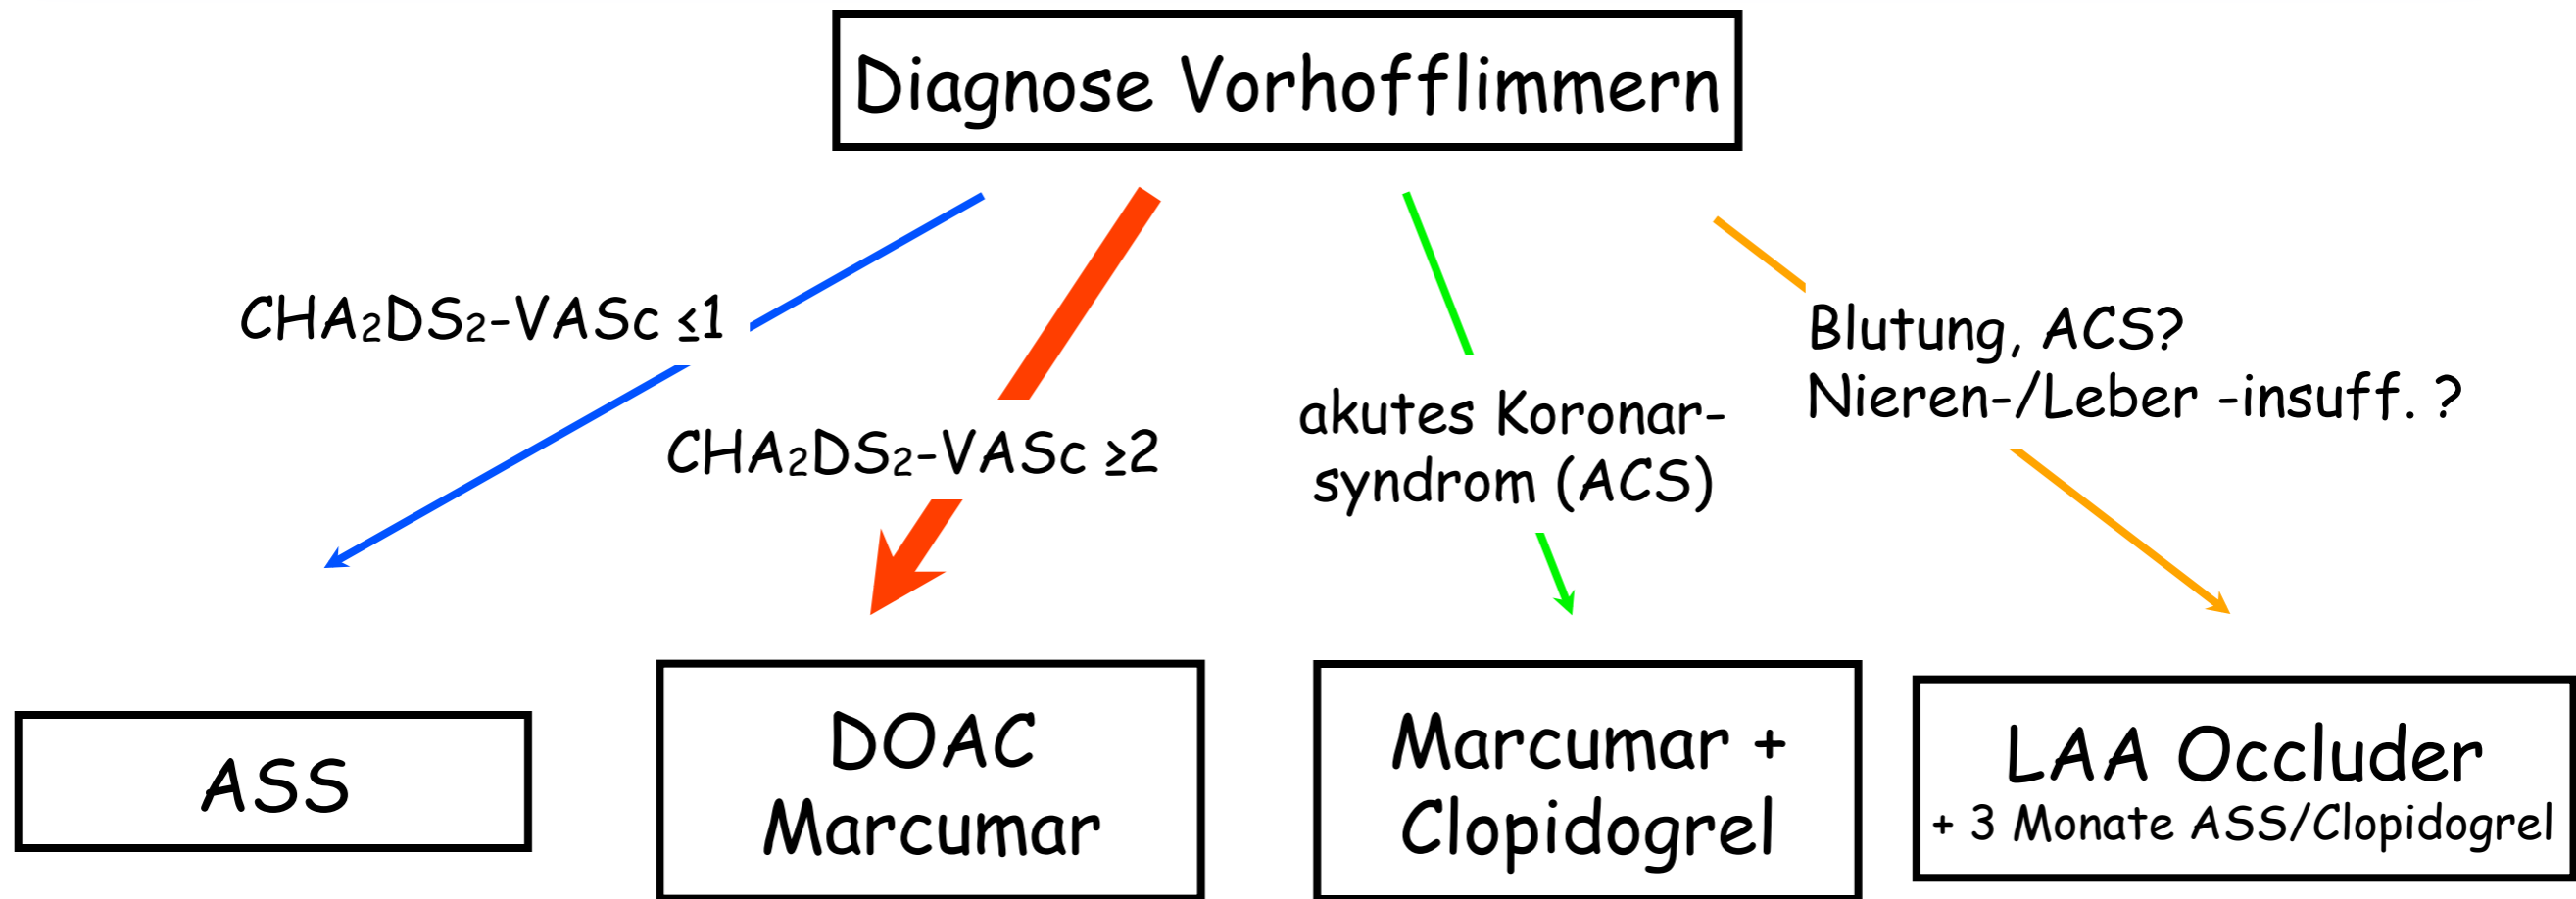 Diagnose Vorhofflimmern
CHA₂DS₂-VASc ≤1
CHA₂DS₂-VASc ≥2
akutes Koronar-
syndrom (ACS)
Blutung, ACS?
Nieren-/Leber -insuff. ?
ASS
DOAC
Marcumar
Marcumar +
Clopidogrel
LAA Occluder
+ 3 Monate ASS/Clopidogrel